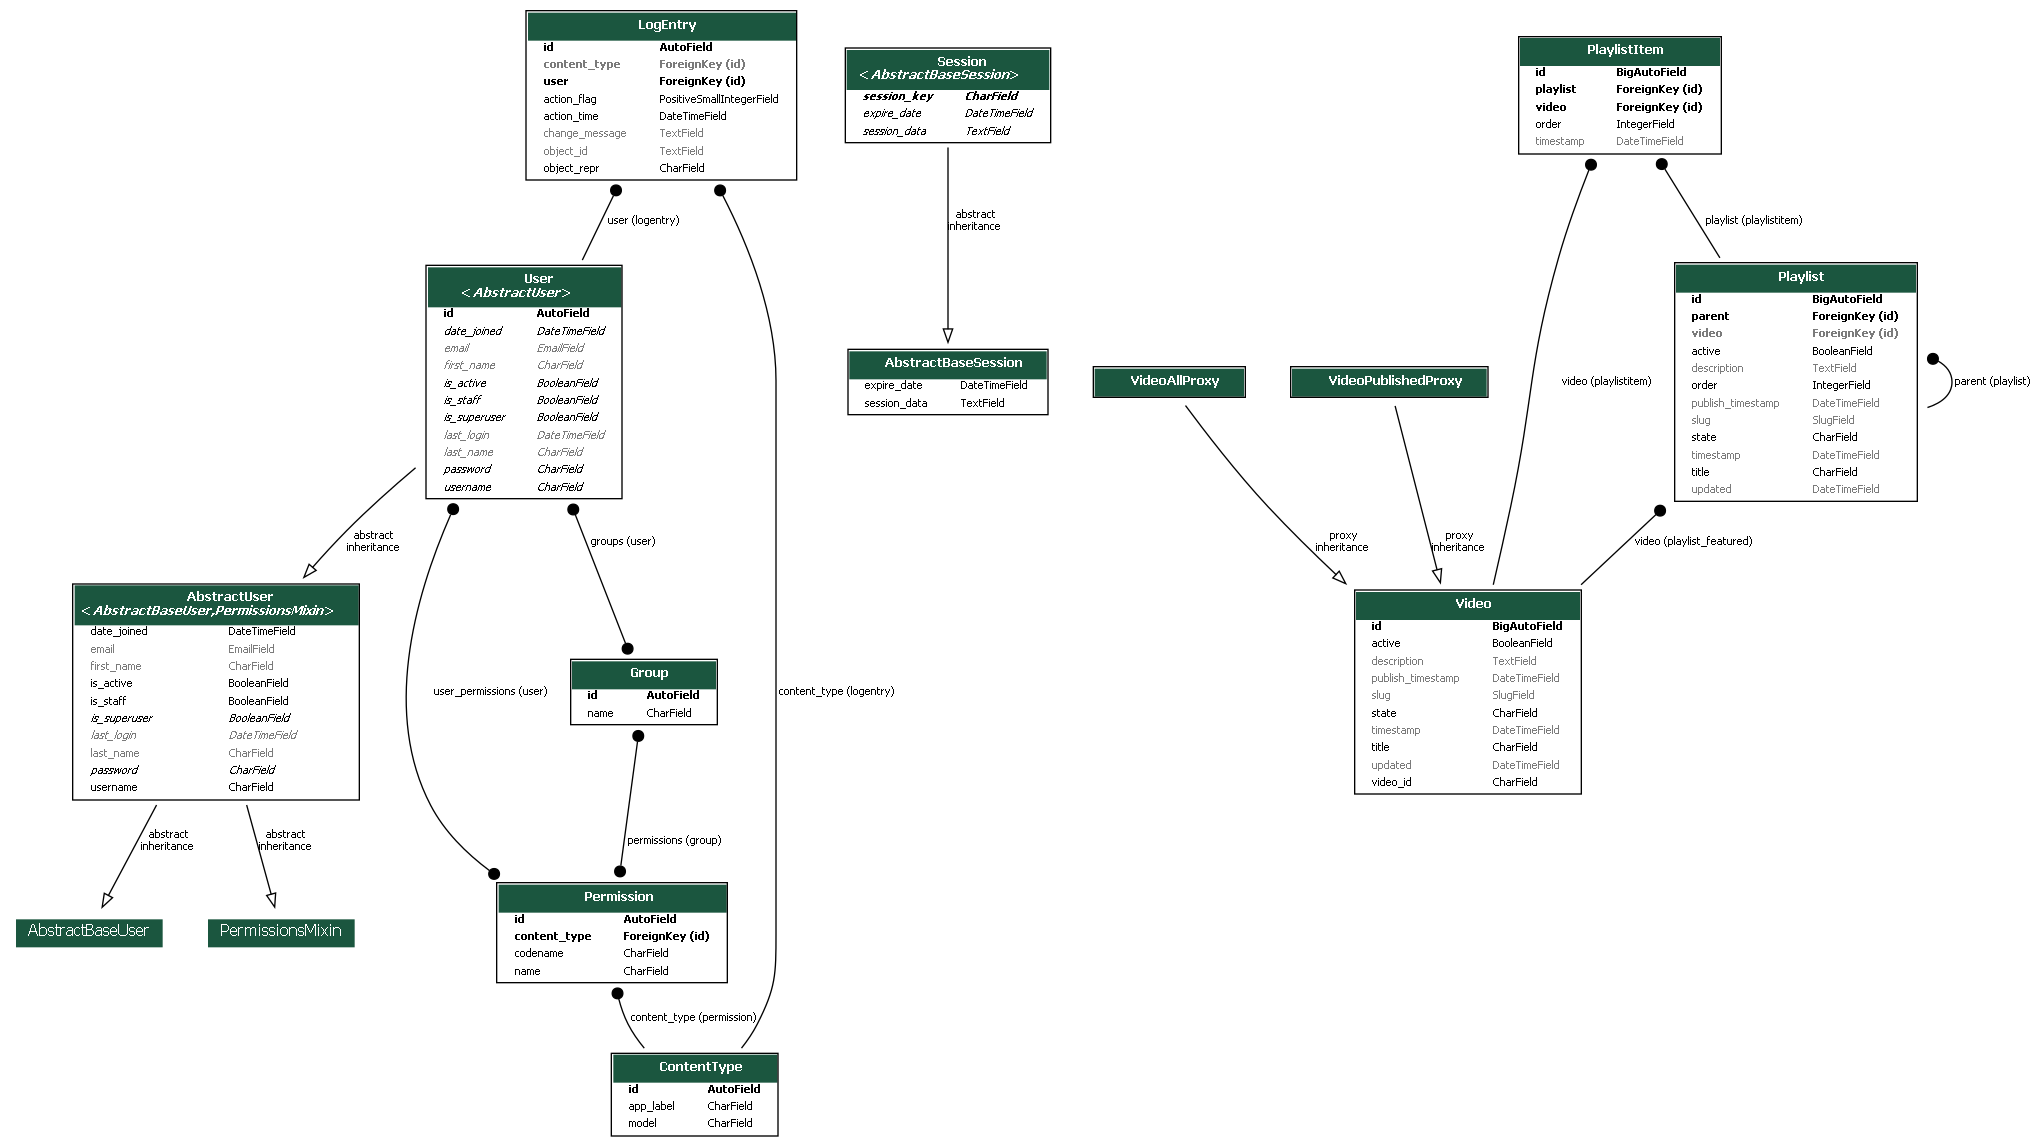 LogEntry
id AutoField
content_type ForeignKey (id)
user ForeignKey (id)
action_flag PositiveSmallIntegerField
action_time DateTimeField
change_message TextField
object_id TextField
object_repr CharField
user (logentry)
Session
<AbstractBaseSession>
session_key CharField
expire_date DateTimeField
session_data TextField
abstract
inheritance
AbstractBaseSession
expire_date DateTimeField
session_data TextField
PlaylistItem
id BigAutoField
playlist ForeignKey (id)
video ForeignKey (id)
order IntegerField
timestamp DateTimeField
playlist (playlistitem)
Playlist
id BigAutoField
parent ForeignKey (id)
video ForeignKey (id)
active BooleanField
description TextField
order IntegerField
publish_timestamp DateTimeField
slug SlugField
state CharField
timestamp DateTimeField
title CharField
updated DateTimeField
parent (playlist)
video (playlistitem)
video (playlist_featured)
VideoAllProxy
VideoPublishedProxy
proxy
inheritance
proxy
inheritance
Video
id BigAutoField
active BooleanField
description TextField
publish_timestamp DateTimeField
slug SlugField
state CharField
timestamp DateTimeField
title CharField
updated DateTimeField
video_id CharField
User
<AbstractUser>
id AutoField
date_joined DateTimeField
email EmailField
first_name CharField
is_active BooleanField
is_staff BooleanField
is_superuser BooleanField
last_login DateTimeField
last_name CharField
password CharField
username CharField
abstract
inheritance
groups (user)
AbstractUser
<AbstractBaseUser,PermissionsMixin>
date_joined DateTimeField
email EmailField
first_name CharField
is_active BooleanField
is_staff BooleanField
is_superuser BooleanField
last_login DateTimeField
last_name CharField
password CharField
username CharField
user_permissions (user)
Group
id AutoField
name CharField
content_type (logentry)
abstract
inheritance
abstract
inheritance
permissions (group)
AbstractBaseUser
PermissionsMixin
Permission
id AutoField
content_type ForeignKey (id)
codename CharField
name CharField
content_type (permission)
ContentType
id AutoField
app_label CharField
model CharField